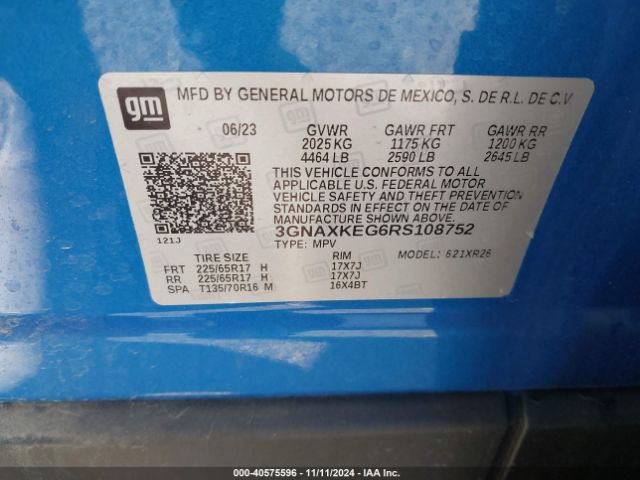 gm
MFD BY GENERAL MOTORS DE MEXICO, S. DE R.L. DE C.V.
06/23 GVWR GAWR FRT GAWR RR
2025 KG 1175 KG 1200 KG
4464 LB 2590 LB 2645 LB
THIS VEHICLE CONFORMS TO ALL
APPLICABLE U.S. FEDERAL MOTOR
VEHICLE SAFETY AND THEFT PREVENTION
STANDARDS IN EFFECT ON THE DATE OF
MANUFACTURE SHOWN ABOVE.
3GNAXKEG6RS108752
121J TYPE: MPV MODEL: 621XR26
TIRE SIZE RIM
FRT 225/65R17 H 17X7J
RR 225/65R17 H 17X7J
SPA T135/70R16 M 16X4BT
000-40575596 - 11/11/2024 - IAA Inc.